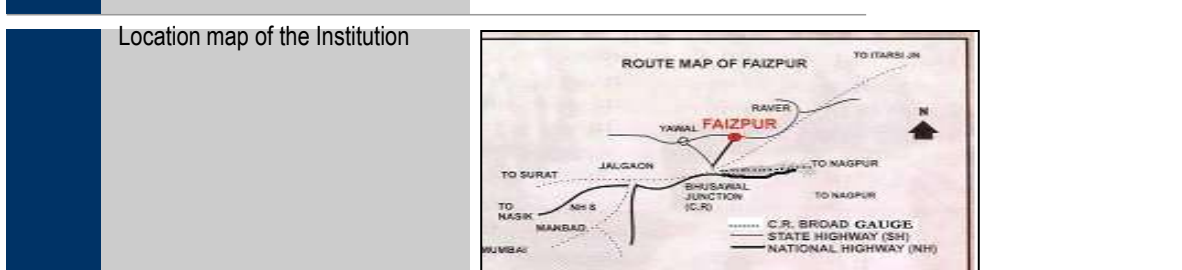 Location map of the Institution
ROUTE MAP OF FAIZPUR
TO ITARSI JN
RAVER
N
YAWAL FAIZPUR
JALGAON
TO NAGPUR
TO SURAT
BHUSAWAL
JUNCTION
(C.R)
TO NAGPUR
TO
NASIK
NH 6
MANBAD
C.R. BROAD GAUGE
STATE HIGHWAY (SH)
NATIONAL HIGHWAY (NH)
MUMBAI